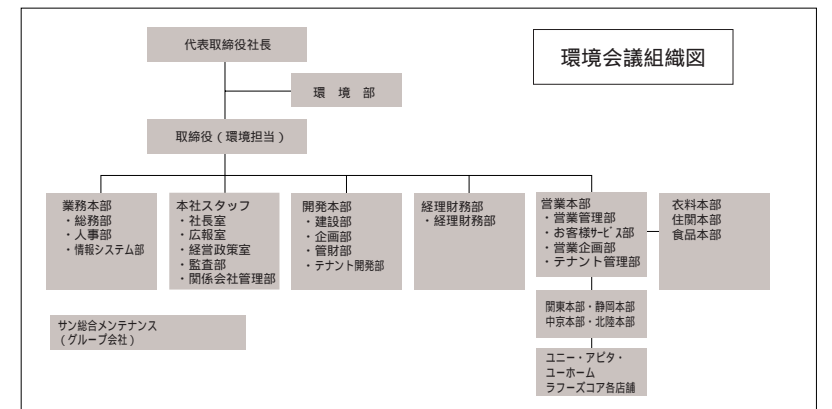 環境会議組織図
代表取締役社長
環 境 部
取締役(環境担当)
業務本部
・総務部
・人事部
・情報システム部
本社スタッフ
・社長室
・広報室
・経営政策室
・監査部
・関係会社管理部
開発本部
・建設部
・企画部
・管財部
・テナント開発部
経理財務部
・経理財務部
営業本部
・営業管理部
・お客様サービス部
・営業企画部
・テナント管理部
衣料本部
住関本部
食品本部
関東本部・静岡本部
中京本部・北陸本部
サン総合メンテナンス
(グループ会社)
ユニー・アピタ・
ユーホーム
ラフーズコア各店舗